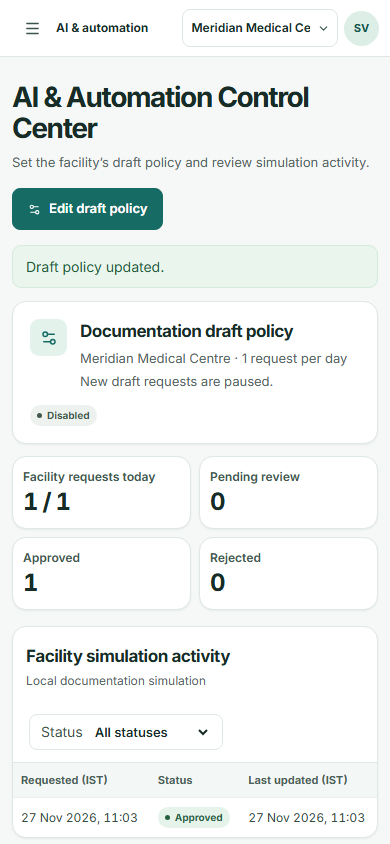 AI & automation
Meridian Medical Ce
SV
AI & Automation Control
Center
Set the facility's draft policy and review simulation activity.
Edit draft policy
Draft policy updated.
Documentation draft policy
Meridian Medical Centre · 1 request per day
New draft requests are paused.
Disabled
Facility requests today
1 / 1
Pending review
0
Approved
1
Rejected
0
Facility simulation activity
Local documentation simulation
Status All statuses
Requested (IST) Status Last updated (IST)
27 Nov 2026, 11:03 Approved 27 Nov 2026, 11:03